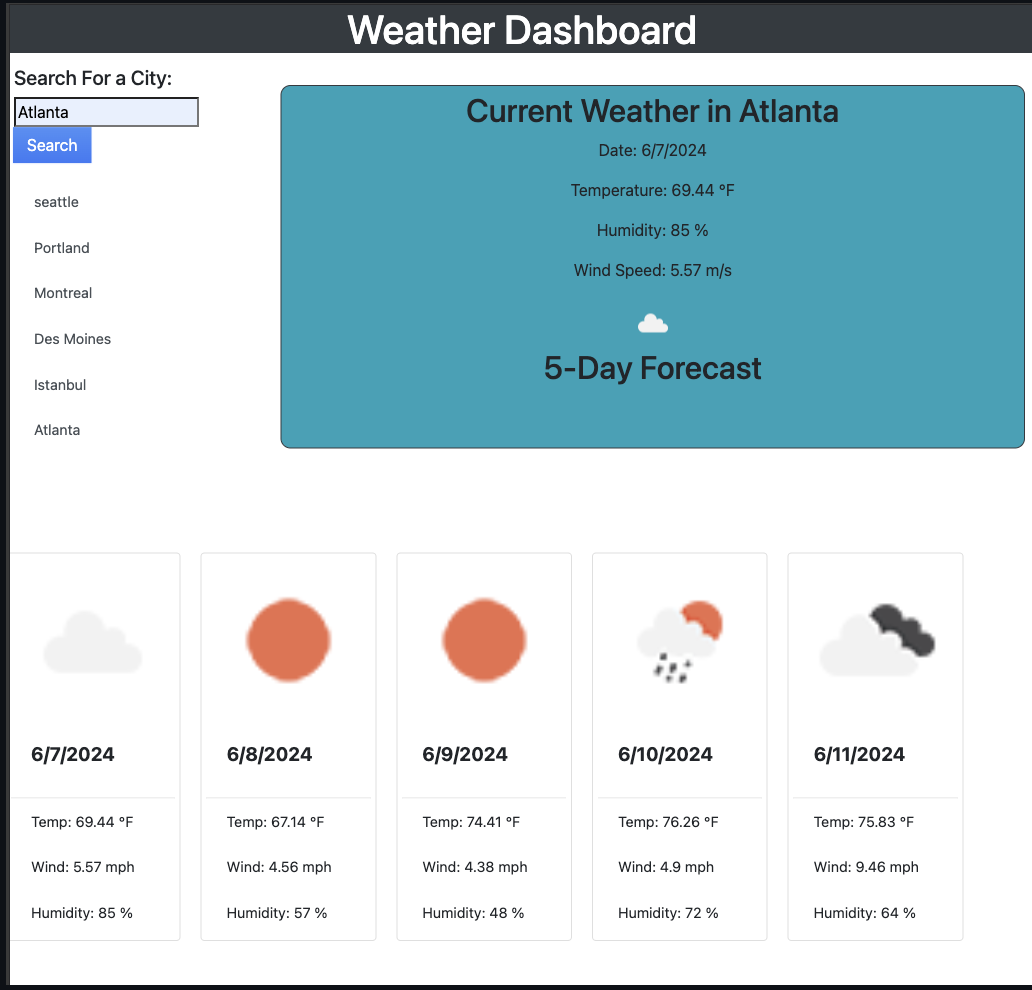 Weather Dashboard
Search For a City:
Atlanta
Search
seattle
Portland
Montreal
Des Moines
Istanbul
Atlanta
Current Weather in Atlanta
Date: 6/7/2024
Temperature: 69.44 °F
Humidity: 85 %
Wind Speed: 5.57 m/s
5-Day Forecast
6/7/2024
Temp: 69.44 °F
Wind: 5.57 mph
Humidity: 85 %
6/8/2024
Temp: 67.14 °F
Wind: 4.56 mph
Humidity: 57 %
6/9/2024
Temp: 74.41 °F
Wind: 4.38 mph
Humidity: 48 %
6/10/2024
Temp: 76.26 °F
Wind: 4.9 mph
Humidity: 72 %
6/11/2024
Temp: 75.83 °F
Wind: 9.46 mph
Humidity: 64 %